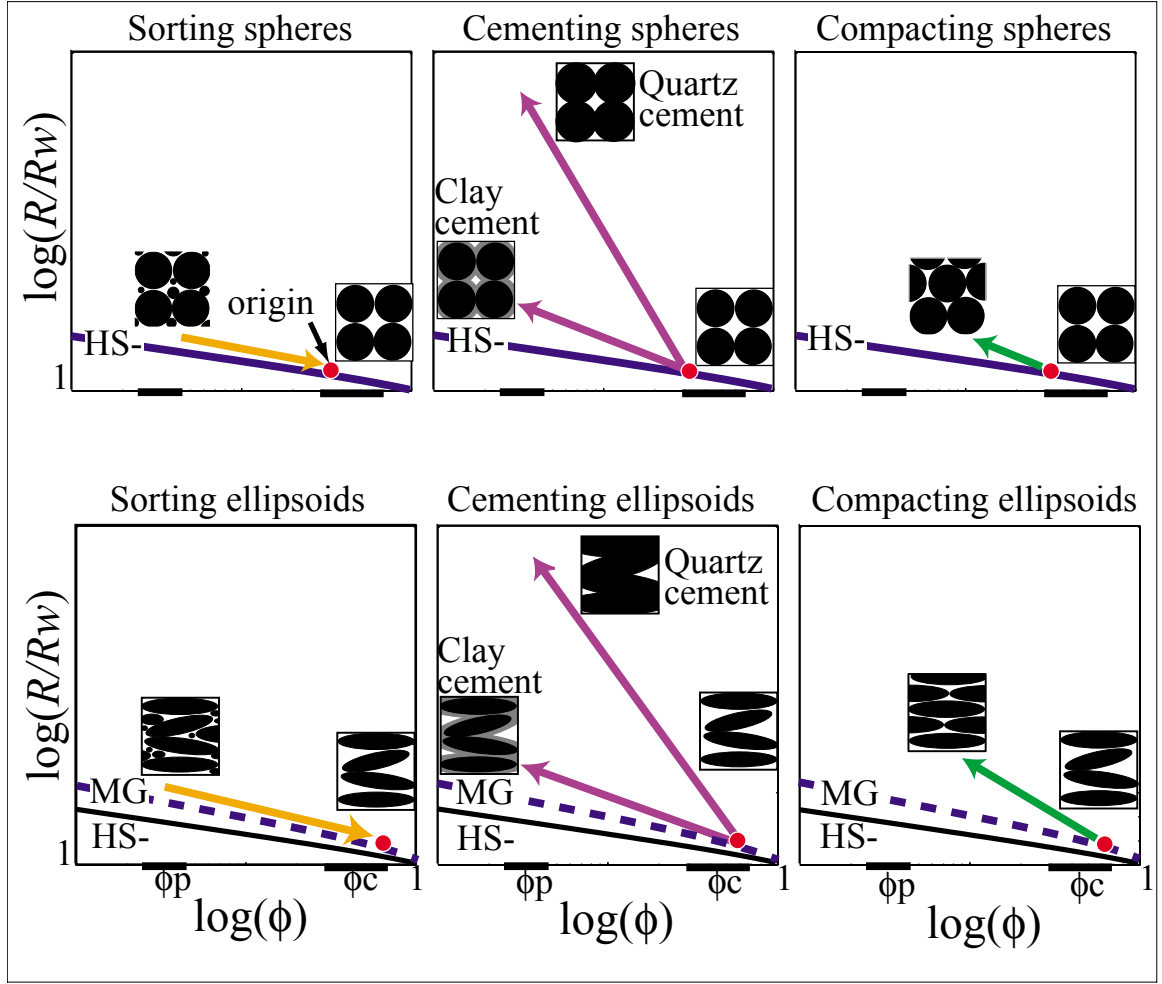 Sorting spheres
Cementing spheres
Compacting spheres
log(R/Rw)
Quartz
cement
Clay
cement
origin
HS-
HS-
HS-
1
Sorting ellipsoids
Cementing ellipsoids
Compacting ellipsoids
log(R/Rw)
Quartz
cement
Clay
cement
MG
MG
MG
HS-
HS-
HS-
1
ϕp
ϕc
1
ϕp
ϕc
1
ϕp
ϕc
1
log(ϕ)
log(ϕ)
log(ϕ)